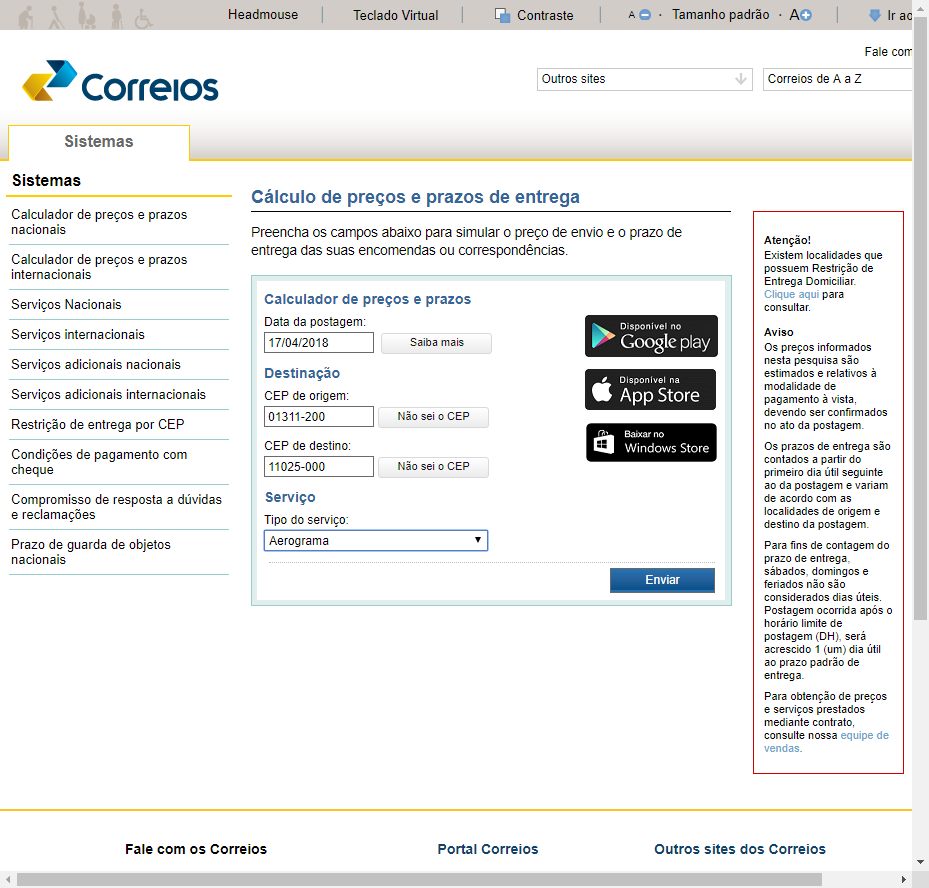 Headmouse
Teclado Virtual
Contraste
A · Tamanho padrão · A
Ir ao
Fale com
Correios
Outros sites
Correios de A a Z
Sistemas
Sistemas
Calculador de preços e prazos
nacionais
Calculador de preços e prazos
internacionais
Serviços Nacionais
Serviços internacionais
Serviços adicionais nacionais
Serviços adicionais internacionais
Restrição de entrega por CEP
Condições de pagamento com
cheque
Compromisso de resposta a dúvidas
e reclamações
Prazo de guarda de objetos
nacionais
Cálculo de preços e prazos de entrega
Preencha os campos abaixo para simular o preço de envio e o prazo de
entrega das suas encomendas ou correspondências.
Calculador de preços e prazos
Data da postagem:
17/04/2018
Saiba mais
Destinação
CEP de origem:
01311-200
Não sei o CEP
CEP de destino:
11025-000
Não sei o CEP
Serviço
Tipo do serviço:
Aerograma
Enviar
Disponível no
Google play
Disponível na
App Store
Baixar no
Windows Store
Atenção!
Existem localidades que
possuem Restrição de
Entrega Domiciliar.
Clique aqui para
consultar.
Aviso
Os preços informados
nesta pesquisa são
estimados e relativos à
modalidade de
pagamento à vista,
devendo ser confirmados
no ato da postagem.
Os prazos de entrega são
contados a partir do
primeiro dia útil seguinte
ao da postagem e variam
de acordo com as
localidades de origem e
destino da postagem.
Para fins de contagem do
prazo de entrega,
sábados, domingos e
feriados não são
considerados dias úteis.
Postagem ocorrida após o
horário limite de
postagem (DH), será
acrescido 1 (um) dia útil
ao prazo padrão de
entrega.
Para obtenção de preços
e serviços prestados
mediante contrato,
consulte nossa equipe de
vendas.
Fale com os Correios
Portal Correios
Outros sites dos Correios